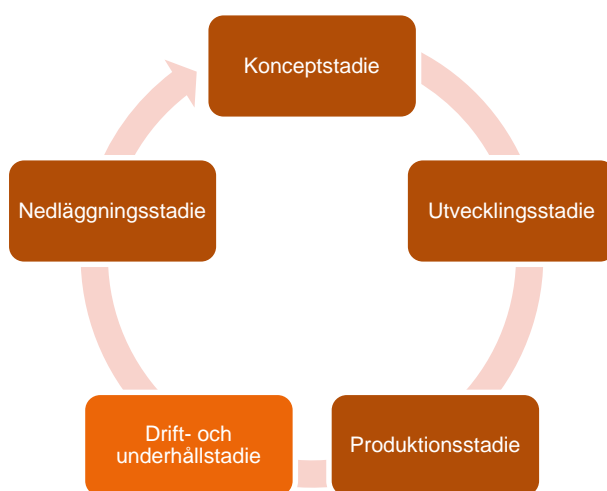 Konceptstadie
Utvecklingsstadie
Produktionsstadie
Drift- och
underhållstadie
Nedläggningsstadie